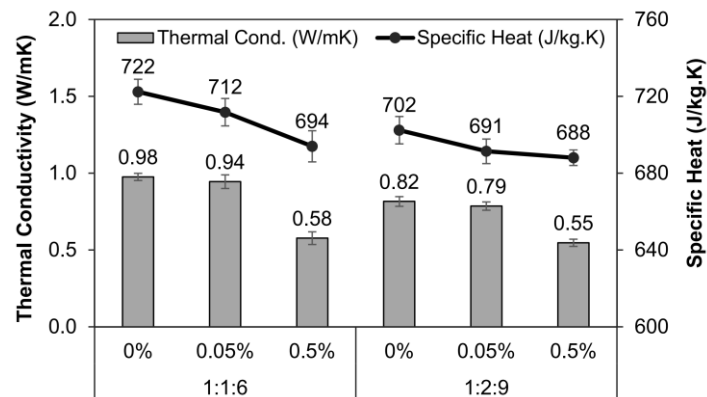 Thermal Conductivity (W/mK)
Specific Heat (J/kg.K)
Thermal Cond. (W/mK) Specific Heat (J/kg.K)
2.0
1.5
1.0
0.5
0.0
760
720
680
640
600
722 712 694 702 691 688
0.98 0.94 0.58 0.82 0.79 0.55
0% 0.05% 0.5% 0% 0.05% 0.5%
1:1:6 1:2:9